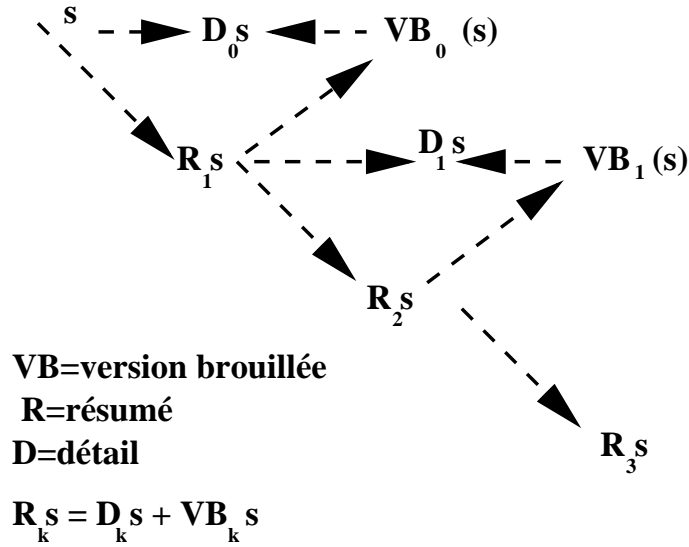 s D₀s VB₀ (s)
R₁s D₁s VB₁(s)
R₂s
VB=version brouillée
R=résumé
D=détail
R₃s
Rₖs = Dₖs + VBₖs